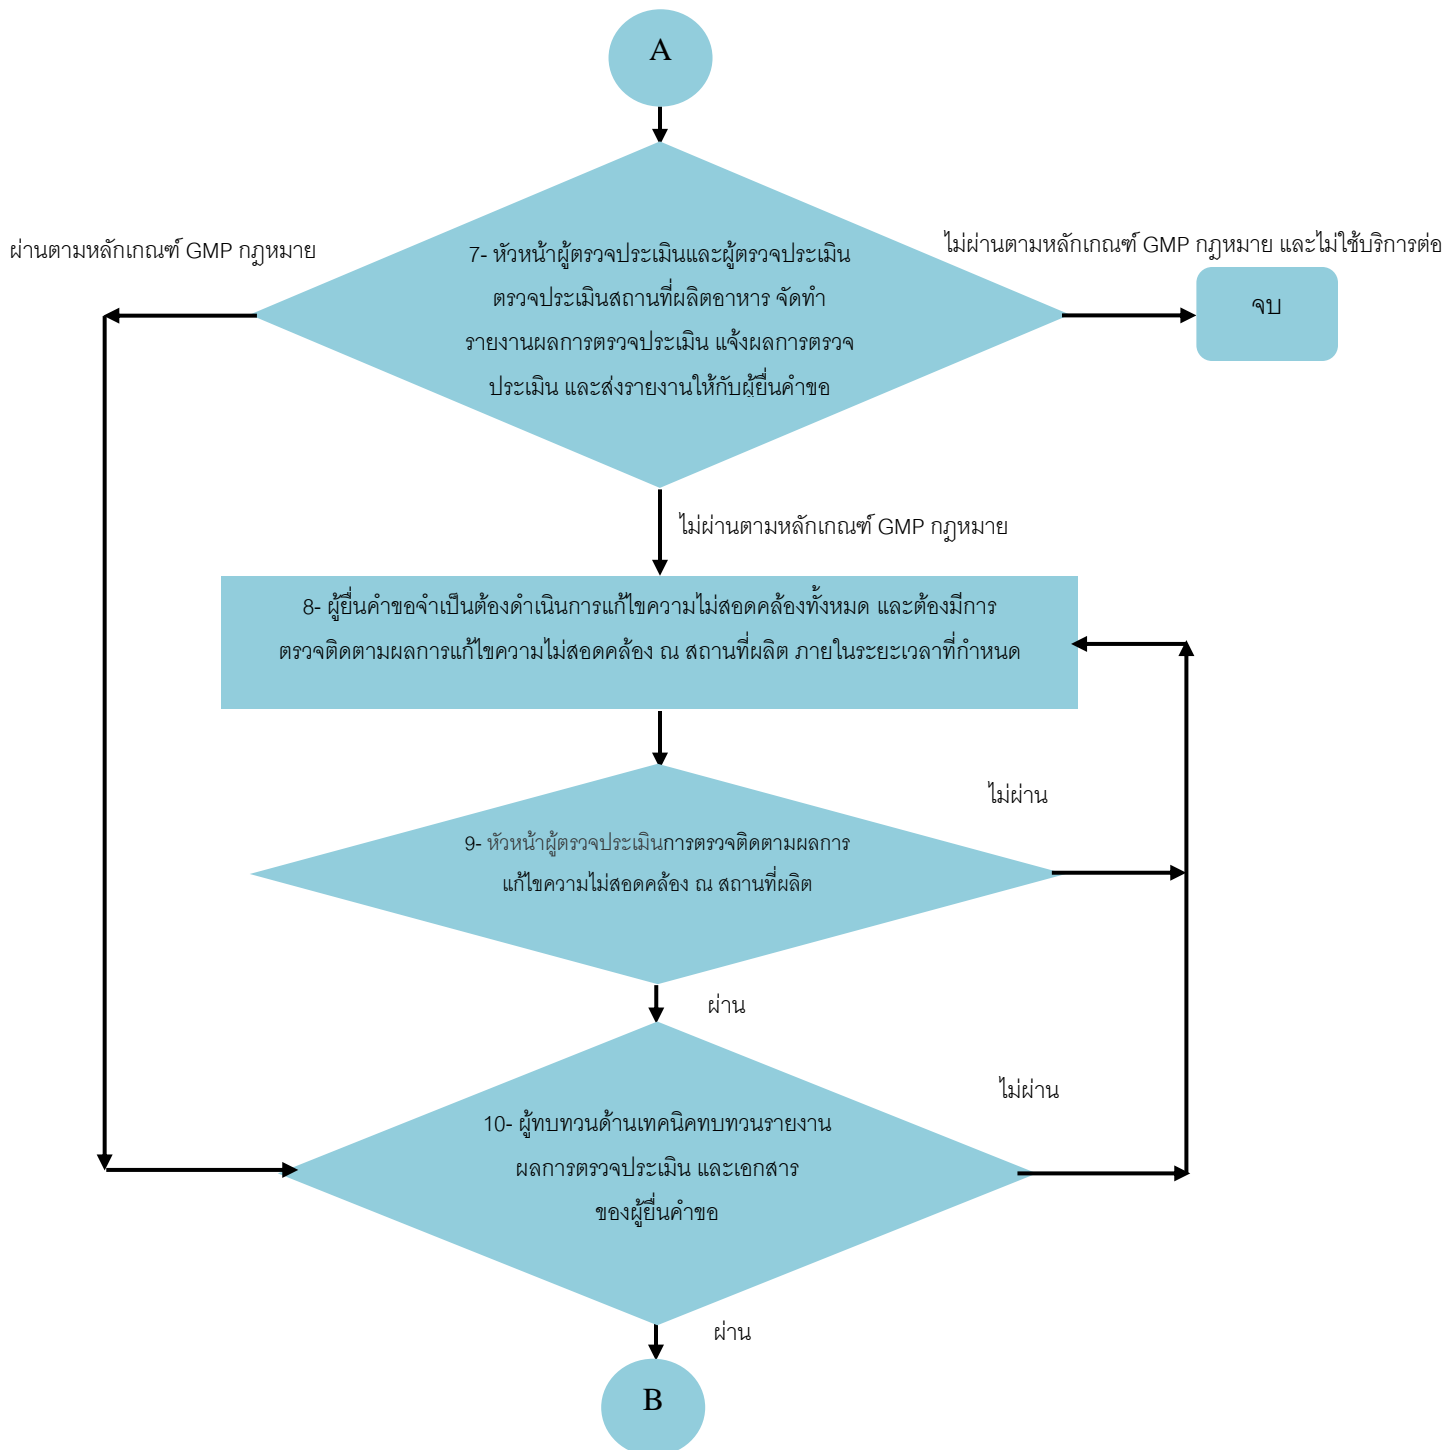 A
ผ่านตามหลักเกณฑ์ GMP กฎหมาย
ไม่ผ่านตามหลักเกณฑ์ GMP กฎหมาย และไม่ใช้บริการต่อ
7- หัวหน้าผู้ตรวจประเมินและผู้ตรวจประเมิน
ตรวจประเมินสถานที่ผลิตอาหาร จัดทำ
รายงานผลการตรวจประเมิน แจ้งผลการตรวจ
ประเมิน และส่งรายงานให้กับผู้ยื่นคำขอ
จบ
ไม่ผ่านตามหลักเกณฑ์ GMP กฎหมาย
8- ผู้ยื่นคำขอจำเป็นต้องดำเนินการแก้ไขความไม่สอดคล้องทั้งหมด และต้องมีการ
ตรวจติดตามผลการแก้ไขความไม่สอดคล้อง ณ สถานที่ผลิต ภายในระยะเวลาที่กำหนด
ไม่ผ่าน
9- หัวหน้าผู้ตรวจประเมินการตรวจติดตามผลการ
แก้ไขความไม่สอดคล้อง ณ สถานที่ผลิต
ผ่าน
ไม่ผ่าน
10- ผู้ทบทวนด้านเทคนิคทบทวนรายงาน
ผลการตรวจประเมิน และเอกสาร
ของผู้ยื่นคำขอ
ผ่าน
B